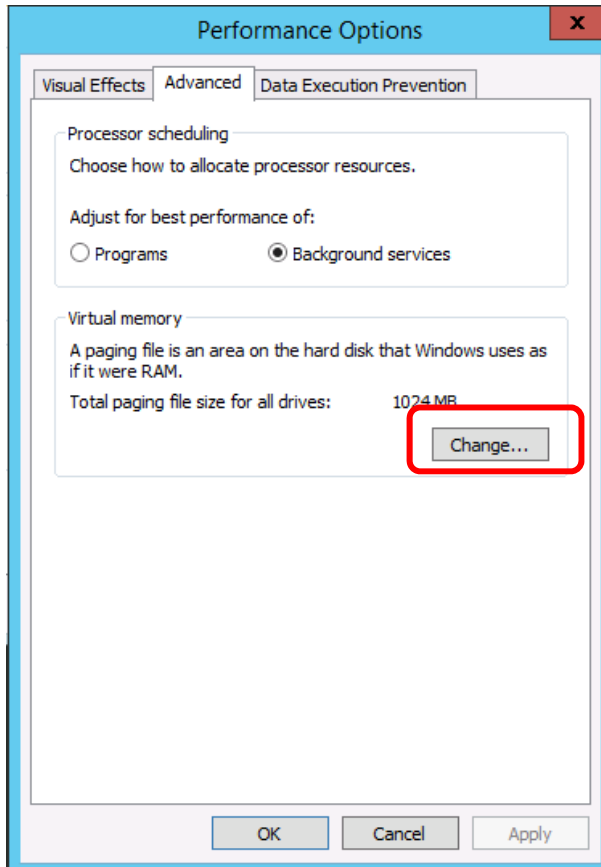 Performance Options
x
Visual Effects Advanced Data Execution Prevention
Processor scheduling
Choose how to allocate processor resources.
Adjust for best performance of:
Programs Background services
Virtual memory
A paging file is an area on the hard disk that Windows uses as
if it were RAM.
Total paging file size for all drives: 1024 MB
Change...
OK Cancel Apply